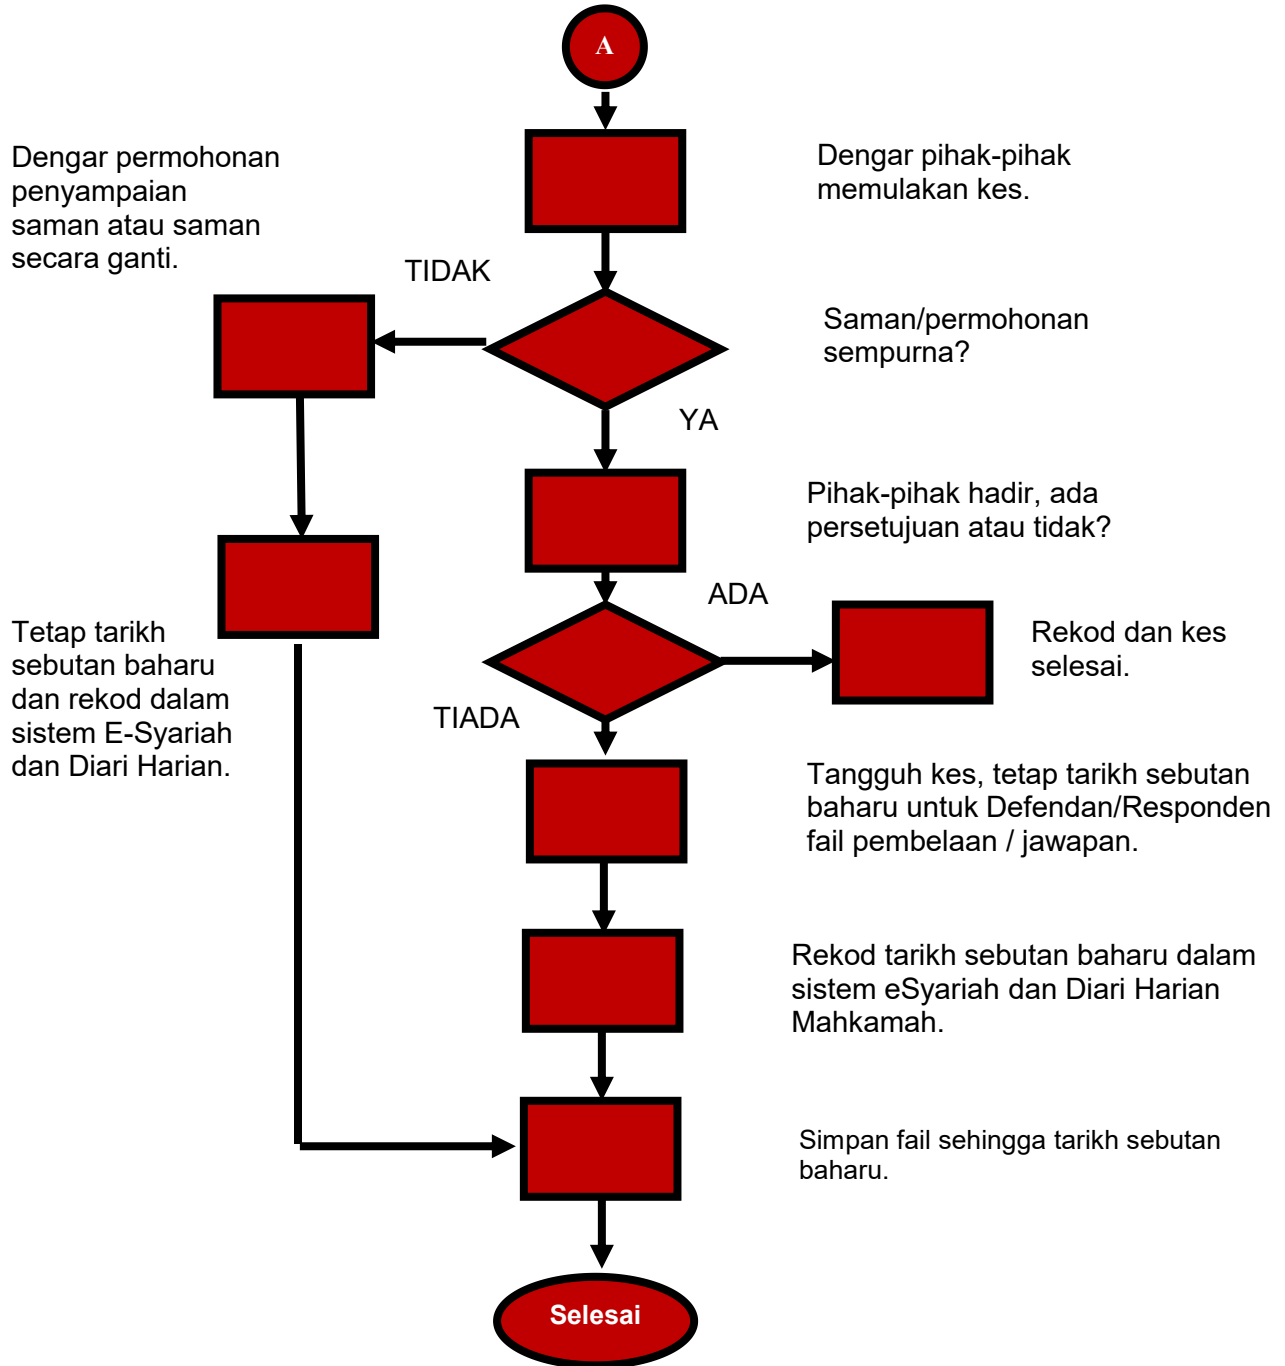 A
Dengar permohonan
penyampaian
saman atau saman
secara ganti.
Dengar pihak-pihak
memulakan kes.
TIDAK
Saman/permohonan
sempurna?
YA
Pihak-pihak hadir, ada
persetujuan atau tidak?
ADA
Rekod dan kes
selesai.
Tetap tarikh
sebutan baharu
dan rekod dalam
sistem E-Syariah
dan Diari Harian.
TIADA
Tangguh kes, tetap tarikh sebutan
baharu untuk Defendan/Responden
fail pembelaan / jawapan.
Rekod tarikh sebutan baharu dalam
sistem eSyariah dan Diari Harian
Mahkamah.
Simpan fail sehingga tarikh sebutan
baharu.
Selesai